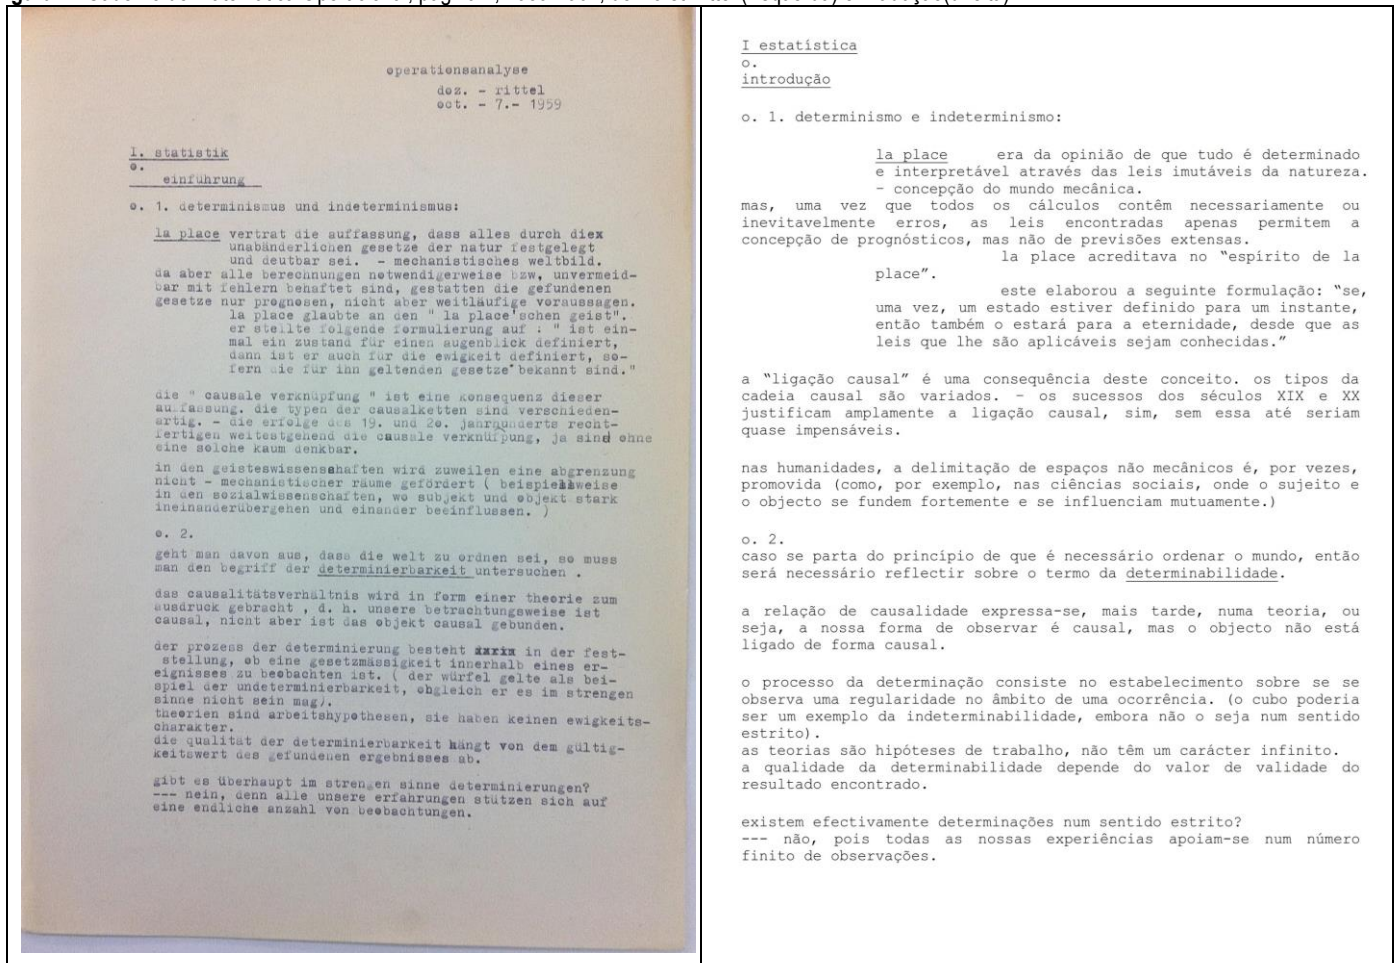 operationsanalyse
doz. - rittel
oct. - 7.- 1959
I. statistik
o.
einführung
o. 1. determinismus und indeterminismus:
la place vertrat die auffassung, dass alles durch diex
unabänderlichen gesetze der natur festgelegt
und deutbar sei. - mechanistisches weltbild.
da aber alle berechnungen notwendigerweise bzw, unvermeid-
bar mit fehlern behaftet sind, gestatten die gefundenen
gesetze nur prognosen, nicht aber weitläufige voraussagen.
la place glaubte an den " la place'schen geist".
er stellte folgende formulierung auf : " ist ein-
mal ein zustand für einen augenblick definiert,
dann ist er auch für die ewigkeit definiert, so-
fern die für ihn geltenden gesetze bekannt sind."
die " causale verknüpfung " ist eine konsequenz dieser
auffassung. die typen der causalketten sind verschieden-
artig. - die erfolge des 19. und 2o. jahrhunderts recht-
fertigen weitestgehend die causale verknüfpung, ja sind ohne
eine solche kaum denkbar.
in den geisteswissenschaften wird zuweilen eine abgrenzung
nicht - mechanistischer räume gefördert ( beispielsweise
in den sozialwissenschaften, wo subjekt und objekt stark
ineinanderübergehen und einander beeinflussen. )
o. 2.
geht man davon aus, dass die welt zu ordnen sei, so muss
man den begriff der determinierbarkeit untersuchen .
das causalitätsverhältnis wird in form einer theorie zum
ausdruck gebracht , d. h. unsere betrachtungsweise ist
causal, nicht aber ist das objekt causal gebunden.
der prozess der determinierung besteht in der fest-
stellung, ob eine gesetzmässigkeit innerhalb eines er-
eignisses zu beobachten ist. ( der würfel gelte als bei-
spiel der undeterminierbarkeit, obgleich er es im strengen
sinne nicht sein mag).
theorien sind arbeitshypothesen, sie haben keinen ewigkeits-
charakter.
die qualität der determinierbarkeit hängt von dem gültig-
keitswert des gefundenen ergebnisses ab.
gibt es überhaupt im strengen sinne determinierungen?
--- nein, denn alle unsere erfahrungen stützen sich auf
eine endliche anzahl von beobachtungen.
I estatística
o.
introdução
o. 1. determinismo e indeterminismo:
la place era da opinião de que tudo é determinado
e interpretável através das leis imutáveis da natureza.
- concepção do mundo mecânica.
mas, uma vez que todos os cálculos contêm necessariamente ou
inevitavelmente erros, as leis encontradas apenas permitem a
concepção de prognósticos, mas não de previsões extensas.
la place acreditava no “espírito de la
place”.
este elaborou a seguinte formulação: “se,
uma vez, um estado estiver definido para um instante,
então também o estará para a eternidade, desde que as
leis que lhe são aplicáveis sejam conhecidas.”
a “ligação causal” é uma consequência deste conceito. os tipos da
cadeia causal são variados. – os sucessos dos séculos XIX e XX
justificam amplamente a ligação causal, sim, sem essa até seriam
quase impensáveis.
nas humanidades, a delimitação de espaços não mecânicos é, por vezes,
promovida (como, por exemplo, nas ciências sociais, onde o sujeito e
o objecto se fundem fortemente e se influenciam mutuamente.)
o. 2.
caso se parta do princípio de que é necessário ordenar o mundo, então
será necessário reflectir sobre o termo da determinabilidade.
a relação de causalidade expressa-se, mais tarde, numa teoria, ou
seja, a nossa forma de observar é causal, mas o objecto não está
ligado de forma causal.
o processo da determinação consiste no estabelecimento sobre se se
observa uma regularidade no âmbito de uma ocorrência. (o cubo poderia
ser um exemplo da indeterminabilidade, embora não o seja num sentido
estrito).
as teorias são hipóteses de trabalho, não têm um carácter infinito.
a qualidade da determinabilidade depende do valor de validade do
resultado encontrado.
existem efectivamente determinações num sentido estrito?
--- não, pois todas as nossas experiências apoiam-se num número
finito de observações.